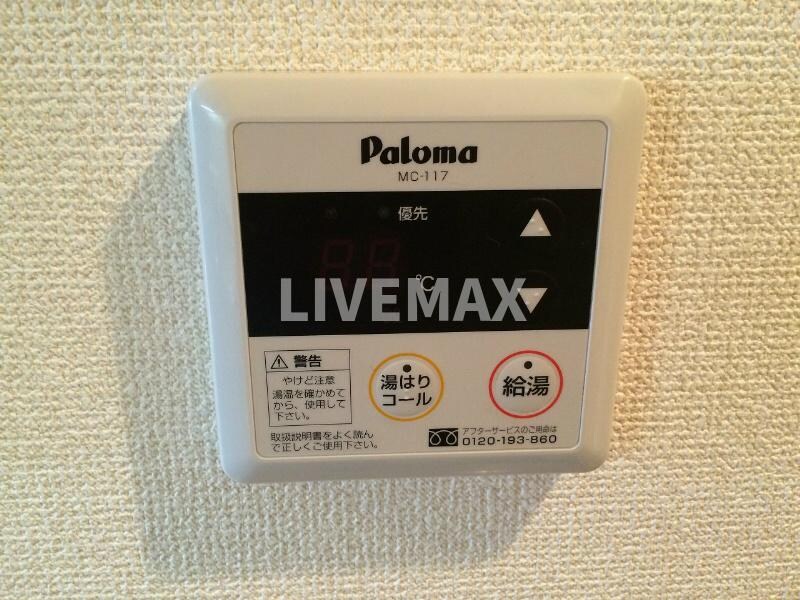 Paloma
MC-117
優先
▲
℃
▼
LIVEMAX
⚠ 警告
やけど注意
湯温を確かめて
から、使用して
下さい。
取扱説明書をよく読ん
で正しくご使用下さい。
湯はり
コール
給湯
アフターサービスのご用命は
0120-193-860